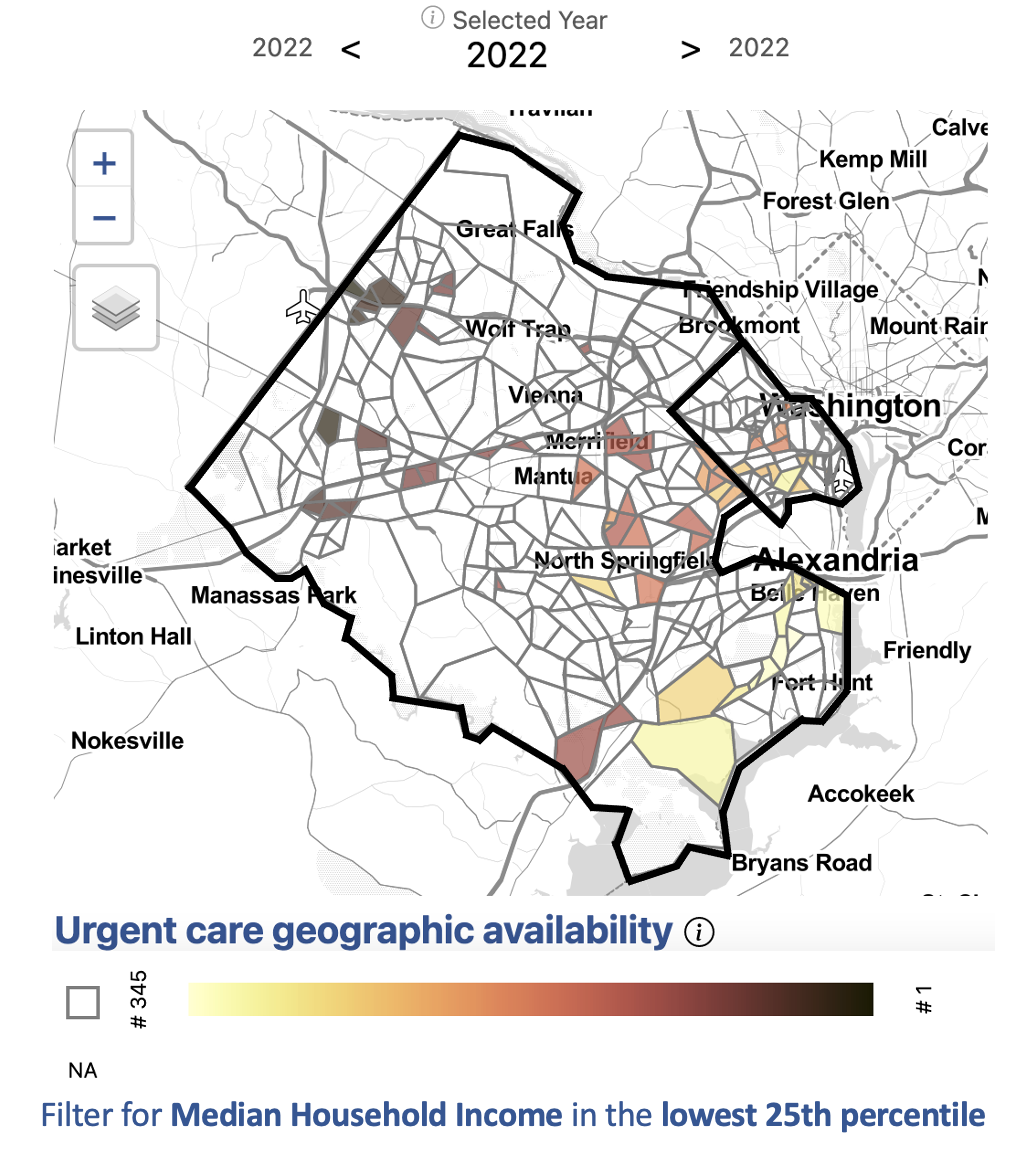 Selected Year
2022 < 2022 > 2022
Travilah
Calve
Kemp Mill
Forest Glen
Great Falls
Friendship Village
Wolf Trap
Brookmont
Mount Rair
Vienna
Washington
Merrifield
Cor
Mantua
arket
inesville
North Springfield
Alexandria
Manassas Park
Belle Haven
Linton Hall
Friendly
Fort Hunt
Nokesville
Accokeek
Bryans Road
Urgent care geographic availability
# 345
# 1
NA
Filter for Median Household Income in the lowest 25th percentile